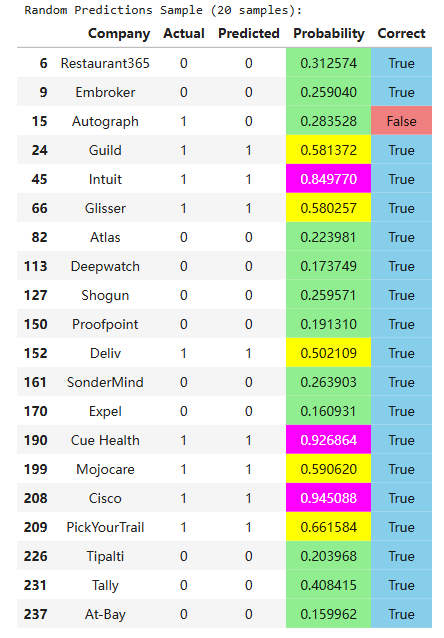 Random Predictions Sample (20 samples):
Company Actual Predicted Probability Correct
6 Restaurant365 0 0 0.312574 True
9 Embroker 0 0 0.259040 True
15 Autograph 1 0 0.283528 False
24 Guild 1 1 0.581372 True
45 Intuit 1 1 0.849770 True
66 Glisser 1 1 0.580257 True
82 Atlas 0 0 0.223981 True
113 Deepwatch 0 0 0.173749 True
127 Shogun 0 0 0.259571 True
150 Proofpoint 0 0 0.191310 True
152 Deliv 1 1 0.502109 True
161 SonderMind 0 0 0.263903 True
170 Expel 0 0 0.160931 True
190 Cue Health 1 1 0.926864 True
199 Mojocare 1 1 0.590620 True
208 Cisco 1 1 0.945088 True
209 PickYourTrail 1 1 0.661584 True
226 Tipalti 0 0 0.203968 True
231 Tally 0 0 0.408415 True
237 At-Bay 0 0 0.159962 True